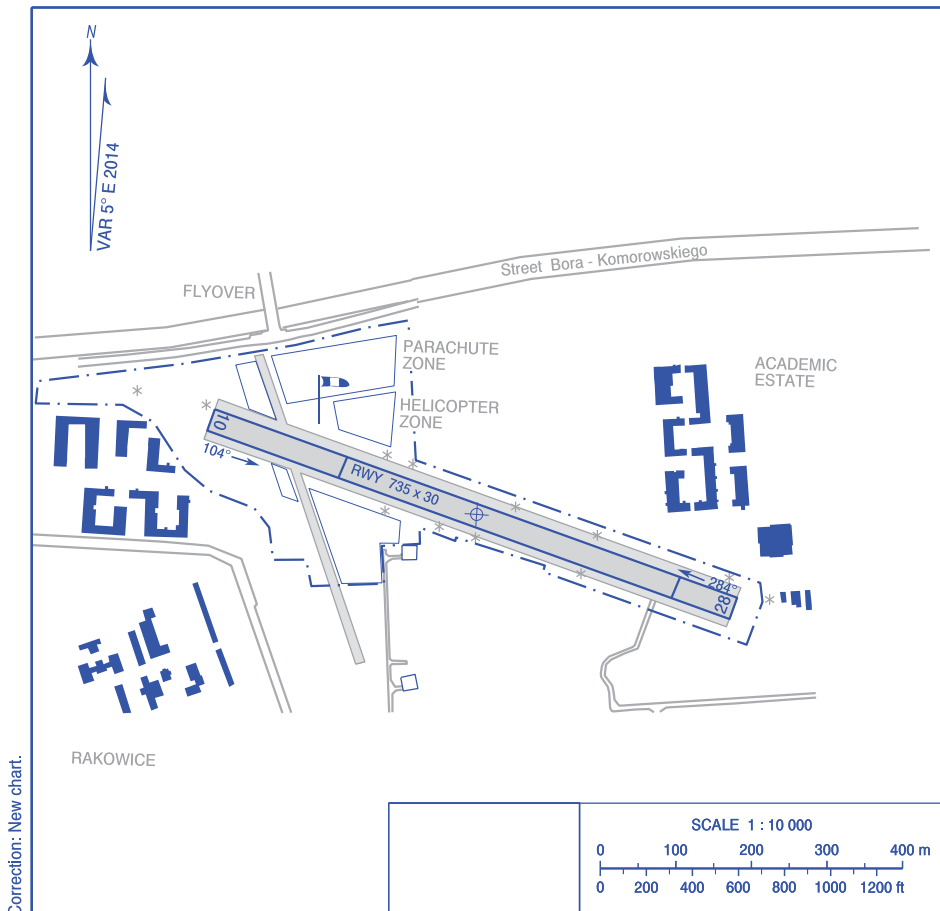 N
VAR 5° E 2014
Street Bora - Komorowskiego
FLYOVER
PARACHUTE
ZONE
ACADEMIC
ESTATE
HELICOPTER
ZONE
10
104°
RWY 735 x 30
284°
28
RAKOWICE
Correction: New chart.
SCALE 1 : 10 000
0 100 200 300 400 m
0 200 400 600 800 1000 1200 ft